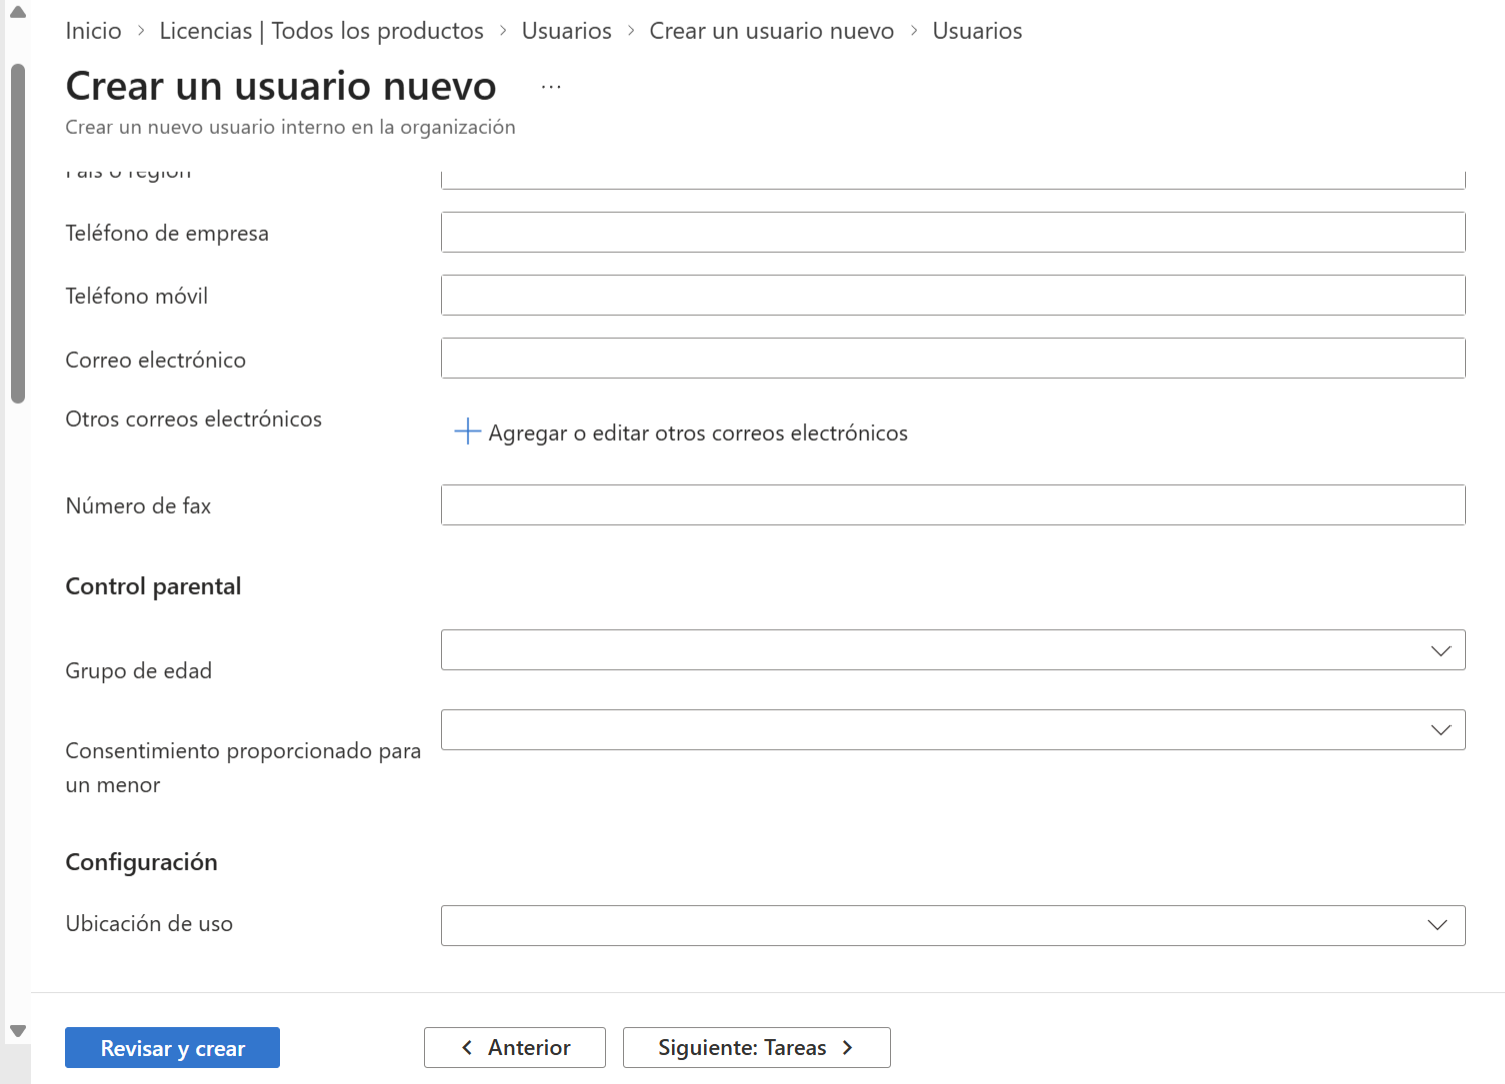 Inicio > Licencias | Todos los productos > Usuarios > Crear un usuario nuevo > Usuarios
Crear un usuario nuevo ...
Crear un nuevo usuario interno en la organización
País o región
Teléfono de empresa
Teléfono móvil
Correo electrónico
Otros correos electrónicos
Agregar o editar otros correos electrónicos
Número de fax
Control parental
Grupo de edad
Consentimiento proporcionado para
un menor
Configuración
Ubicación de uso
Revisar y crear
< Anterior
Siguiente: Tareas >